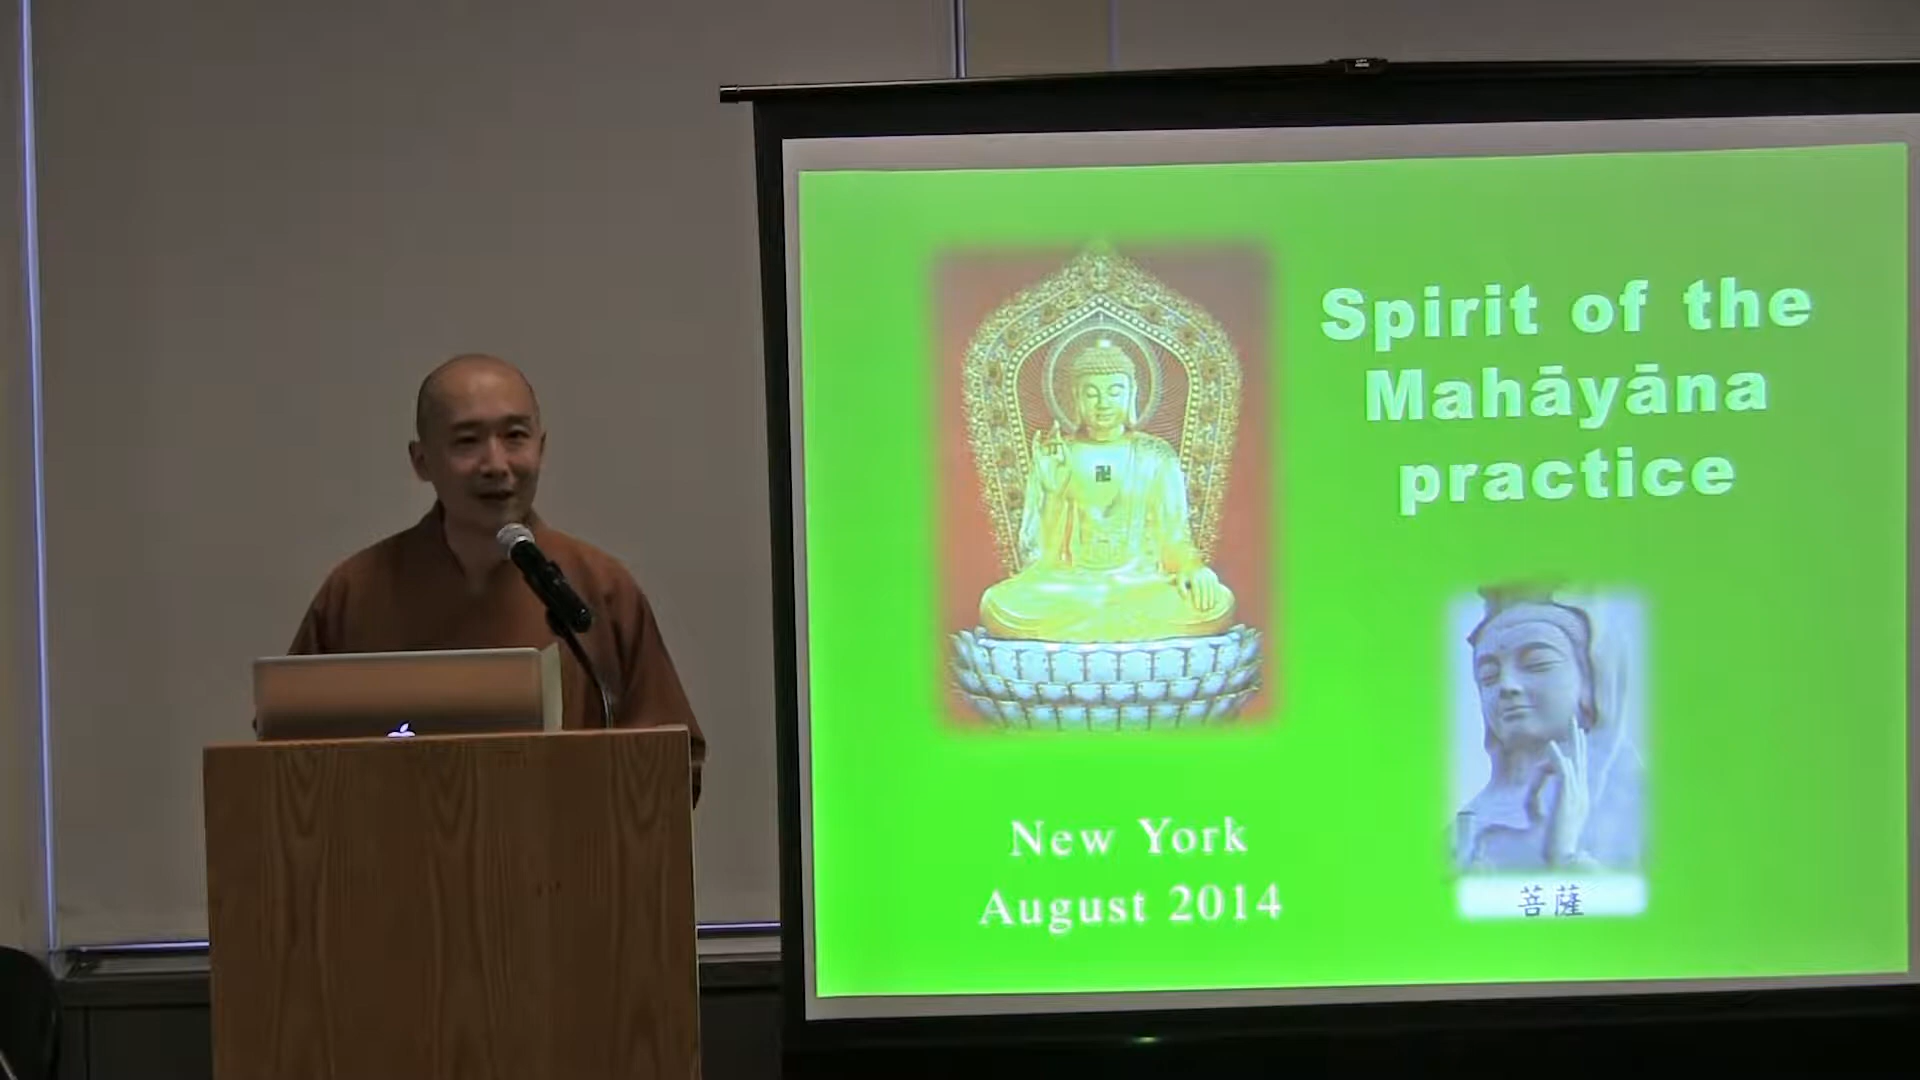 Spirit of the
Mahāyāna
practice
New York
August 2014
菩薩